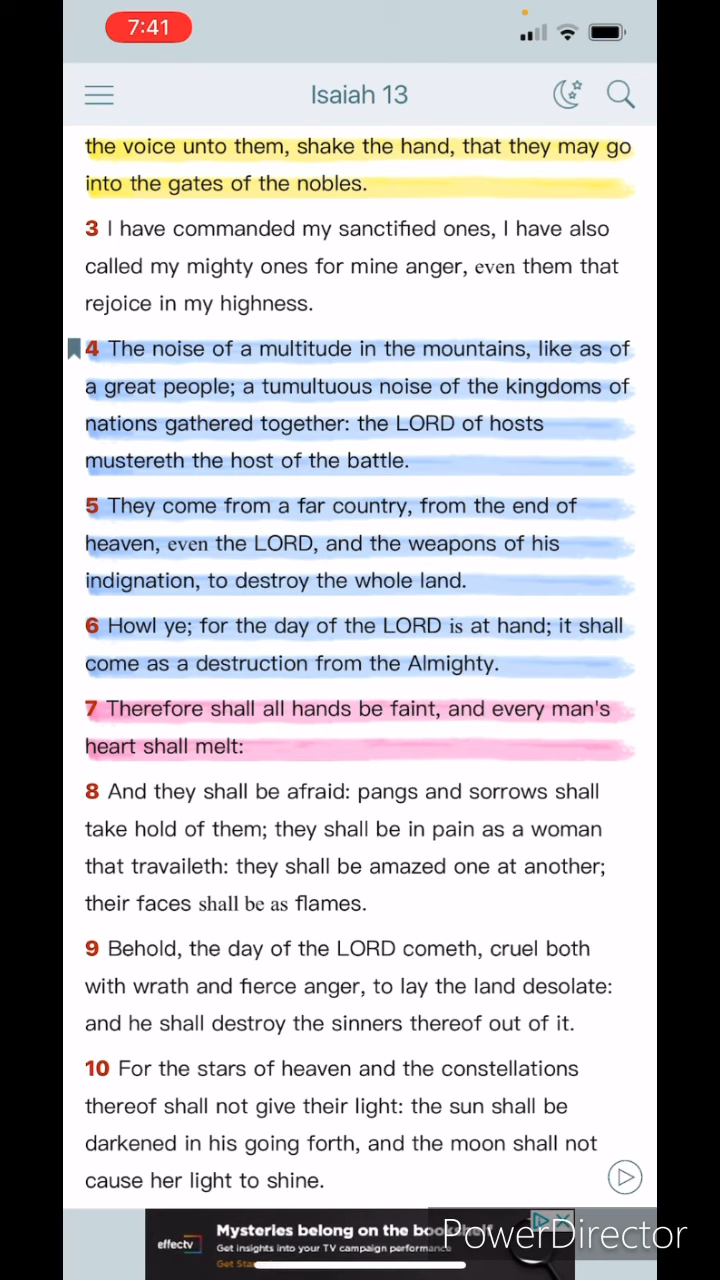 7:41
Isaiah 13
the voice unto them, shake the hand, that they may go
into the gates of the nobles.
3 I have commanded my sanctified ones, I have also
called my mighty ones for mine anger, even them that
rejoice in my highness.
4 The noise of a multitude in the mountains, like as of
a great people; a tumultuous noise of the kingdoms of
nations gathered together: the LORD of hosts
mustereth the host of the battle.
5 They come from a far country, from the end of
heaven, even the LORD, and the weapons of his
indignation, to destroy the whole land.
6 Howl ye; for the day of the LORD is at hand; it shall
come as a destruction from the Almighty.
7 Therefore shall all hands be faint, and every man's
heart shall melt:
8 And they shall be afraid: pangs and sorrows shall
take hold of them; they shall be in pain as a woman
that travaileth: they shall be amazed one at another;
their faces shall be as flames.
9 Behold, the day of the LORD cometh, cruel both
with wrath and fierce anger, to lay the land desolate:
and he shall destroy the sinners thereof out of it.
10 For the stars of heaven and the constellations
thereof shall not give their light: the sun shall be
darkened in his going forth, and the moon shall not
cause her light to shine.
effectv
Mysteries belong on the
Get insights into your TV campaign performance
Get
PowerDirector